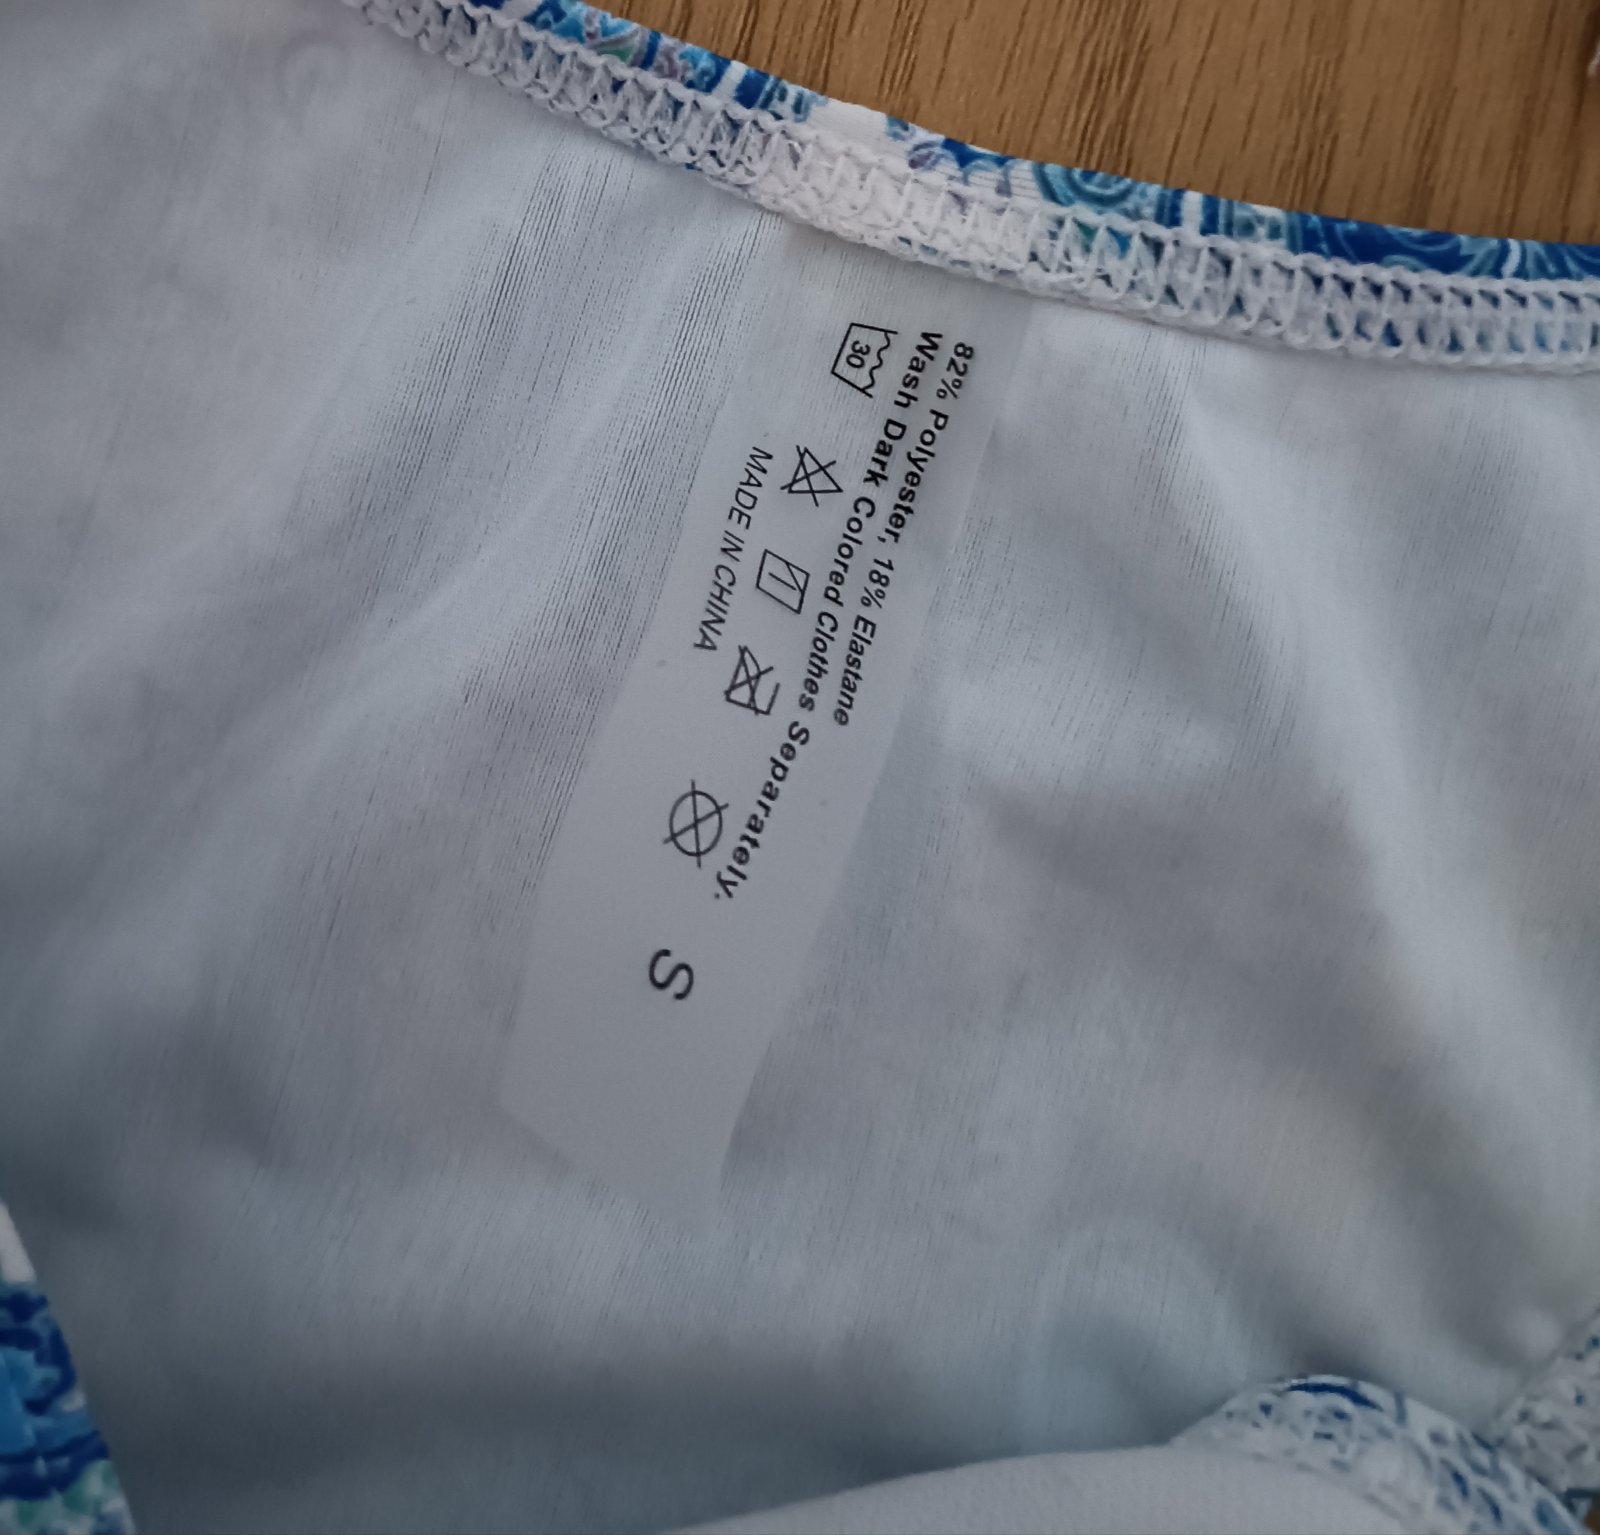 82% Polyester, 18% Elastane
Wash Dark Colored Clothes Separately.
30
MADE IN CHINA
S